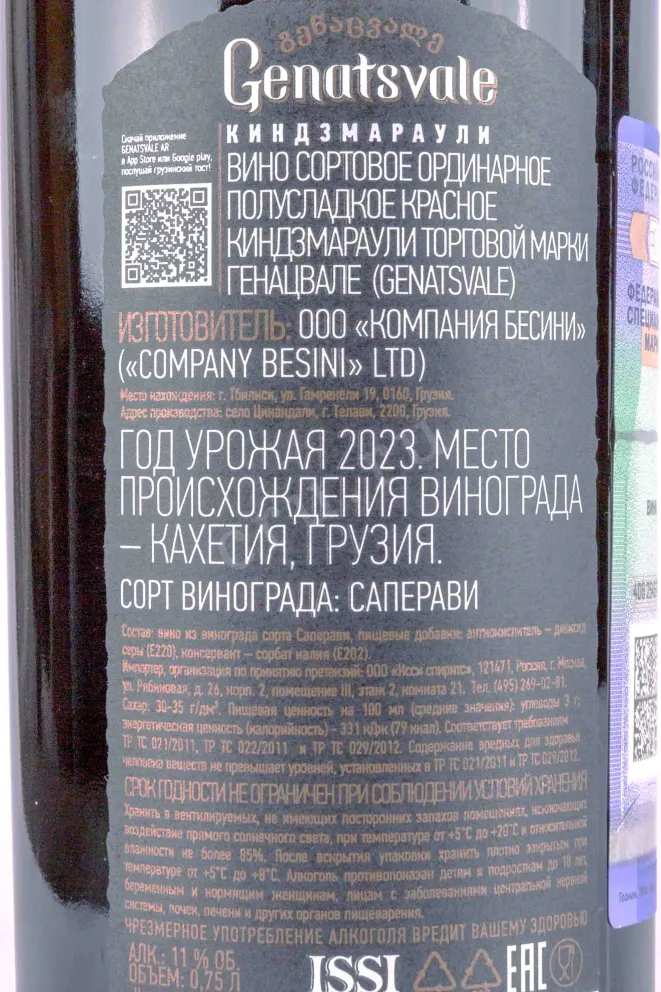 გენაცვალე
Genatsvale
КИНДЗМАРАУЛИ
Скачай приложение
GENATSVALE AR
в App Store или Google play,
послушай грузинский тост!
ВИНО СОРТОВОЕ ОРДИНАРНОЕ
ПОЛУСЛАДКОЕ КРАСНОЕ
КИНДЗМАРАУЛИ ТОРГОВОЙ МАРКИ
ГЕНАЦВАЛЕ (GENATSVALE)
ИЗГОТОВИТЕЛЬ: ООО «КОМПАНИЯ БЕСИНИ»
(«COMPANY BESINI» LTD)
Место нахождения: г. Тбилиси, ул. Гамрекели 19, 0160, Грузия.
Адрес производства: село Цинандали, г. Телави, 2200, Грузия.
ГОД УРОЖАЯ 2023. МЕСТО
ПРОИСХОЖДЕНИЯ ВИНОГРАДА
– КАХЕТИЯ, ГРУЗИЯ.
СОРТ ВИНОГРАДА: САПЕРАВИ
Состав: вино из винограда сорта Саперави, пищевые добавки: антиокислитель – диоксид
серы (Е220), консервант – сорбат калия (Е202).
Импортер, организация по принятию претензий: ООО «Исси спиритс», 121471, Россия, г. Москва,
ул. Рябиновая, д. 26, корп. 2, помещение III, этаж 2, комната 21. Тел. (495) 269-02-81.
Сахар: 30-35 г/дм³. Пищевая ценность на 100 мл (средние значения): углеводы 3 г;
энергетическая ценность (калорийность) - 331 кДж (79 ккал). Соответствует требованиям
ТР ТС 021/2011, ТР ТС 022/2011 и ТР ТС 029/2012. Содержание вредных для здоровья
человека веществ не превышает уровней, установленных в ТР ТС 021/2011 и ТР ТС 029/2012.
СРОК ГОДНОСТИ НЕ ОГРАНИЧЕН ПРИ СОБЛЮДЕНИИ УСЛОВИЙ ХРАНЕНИЯ
Хранить в вентилируемых, не имеющих посторонних запахов помещениях, исключающих
воздействие прямого солнечного света, при температуре от +5°С до +20°С и относительной
влажности не более 85%. После вскрытия упаковки хранить плотно закрытым при
температуре от +5°С до +8°С. Алкоголь противопоказан детям и подросткам до 18 лет,
беременным и кормящим женщинам, лицам с заболеваниями центральной нервной
системы, почек, печени и других органов пищеварения.
ЧРЕЗМЕРНОЕ УПОТРЕБЛЕНИЕ АЛКОГОЛЯ ВРЕДИТ ВАШЕМУ ЗДОРОВЬЮ
АЛК.: 11 % ОБ.
ОБЪЕМ: 0,75 Л
ISSI
EAC